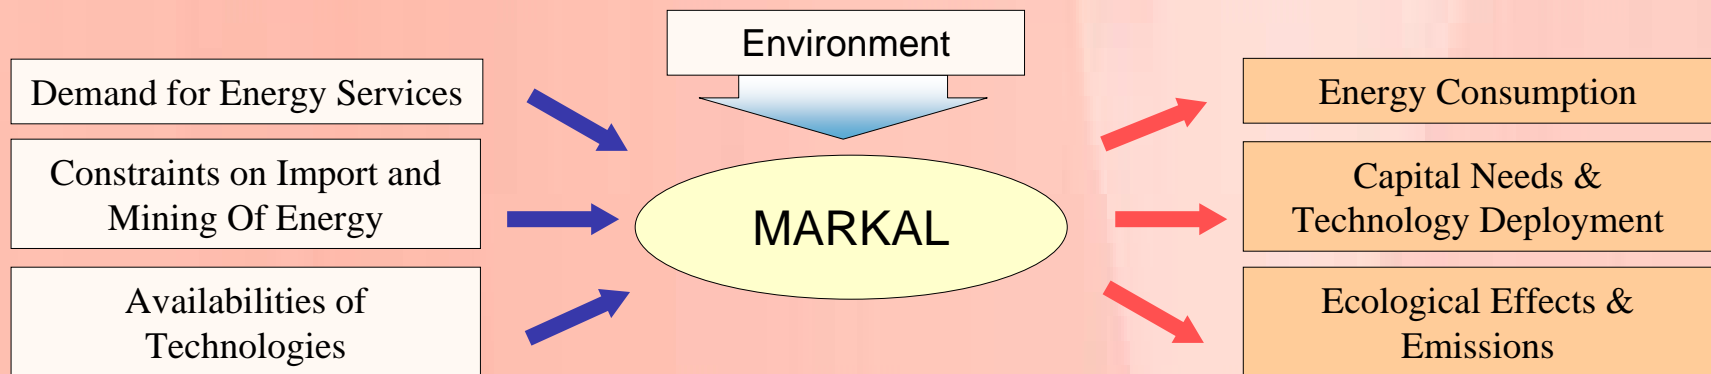 Environment
Demand for Energy Services
Constraints on Import and
Mining Of Energy
Availabilities of
Technologies
MARKAL
Energy Consumption
Capital Needs &
Technology Deployment
Ecological Effects &
Emissions